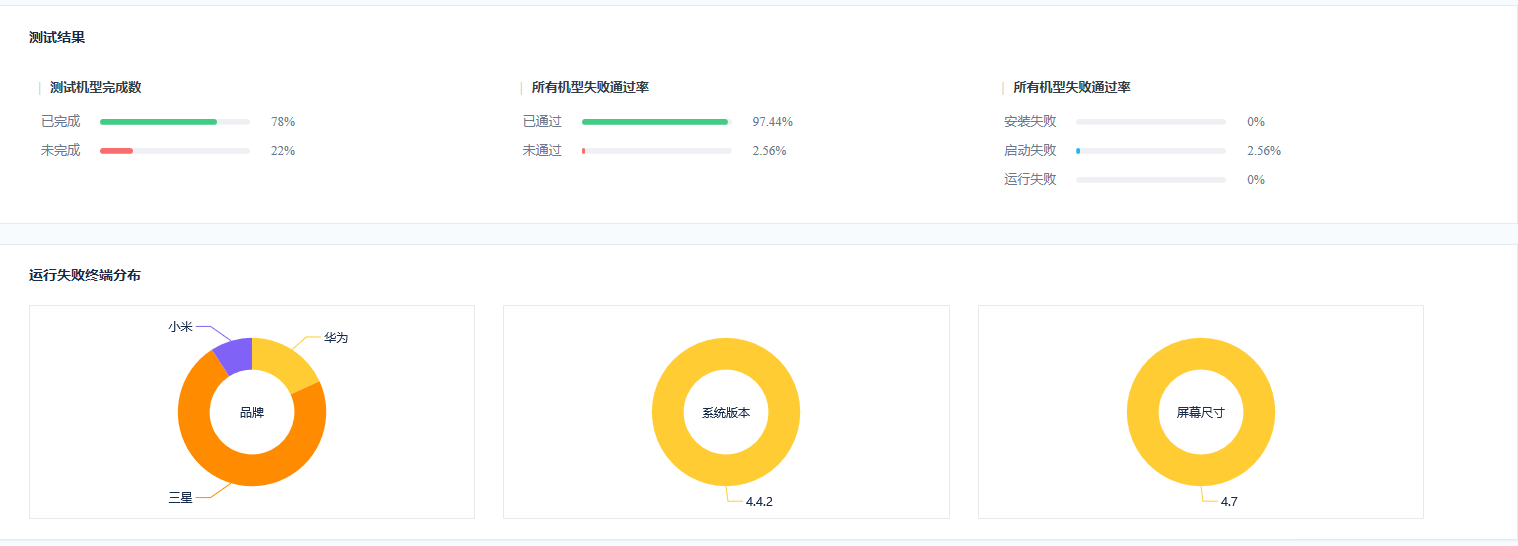 测试结果
测试机型完成数
已完成 78%
未完成 22%
所有机型失败通过率
已通过 97.44%
未通过 2.56%
所有机型失败通过率
安装失败 0%
启动失败 2.56%
运行失败 0%
运行失败终端分布
小米
华为
品牌
三星
系统版本
4.4.2
屏幕尺寸
4.7